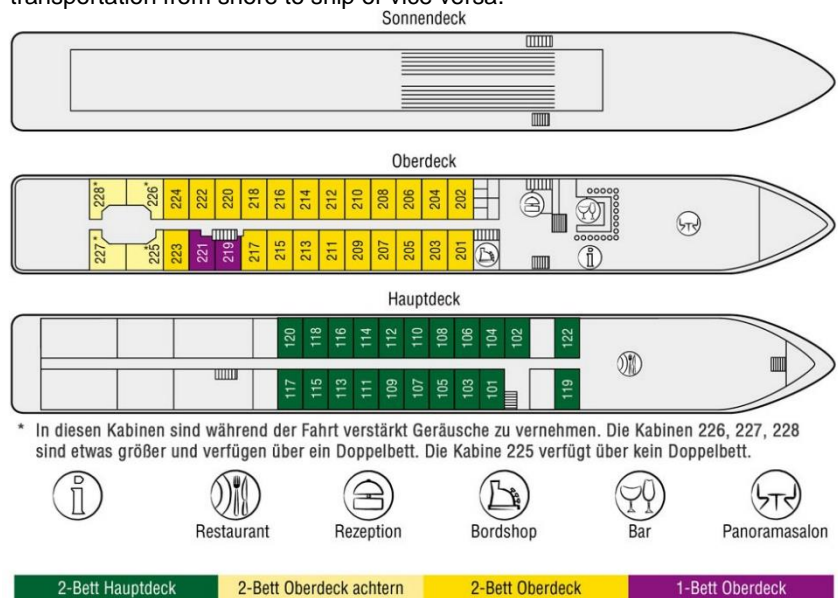 transportation from shore to ship or vice versa.
Sonnendeck
Oberdeck
228* 226* 224 222 220 218 216 214 212 210 208 206 204 202
227* 225* 223 221 219 217 215 213 211 209 207 205 203 201
i
Hauptdeck
120 118 116 114 112 110 108 106 104 102 122
117 115 113 111 109 107 105 103 101 119
* In diesen Kabinen sind während der Fahrt verstärkt Geräusche zu vernehmen. Die Kabinen 226, 227, 228
sind etwas größer und verfügen über ein Doppelbett. Die Kabine 225 verfügt über kein Doppelbett.
i
Restaurant Rezeption Bordshop Bar Panoramasalon
2-Bett Hauptdeck 2-Bett Oberdeck achtern 2-Bett Oberdeck 1-Bett Oberdeck